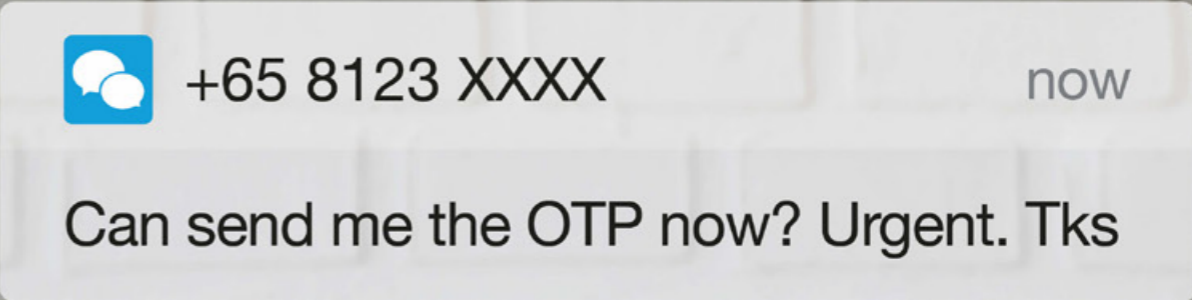 +65 8123 XXXX now
Can send me the OTP now? Urgent. Tks